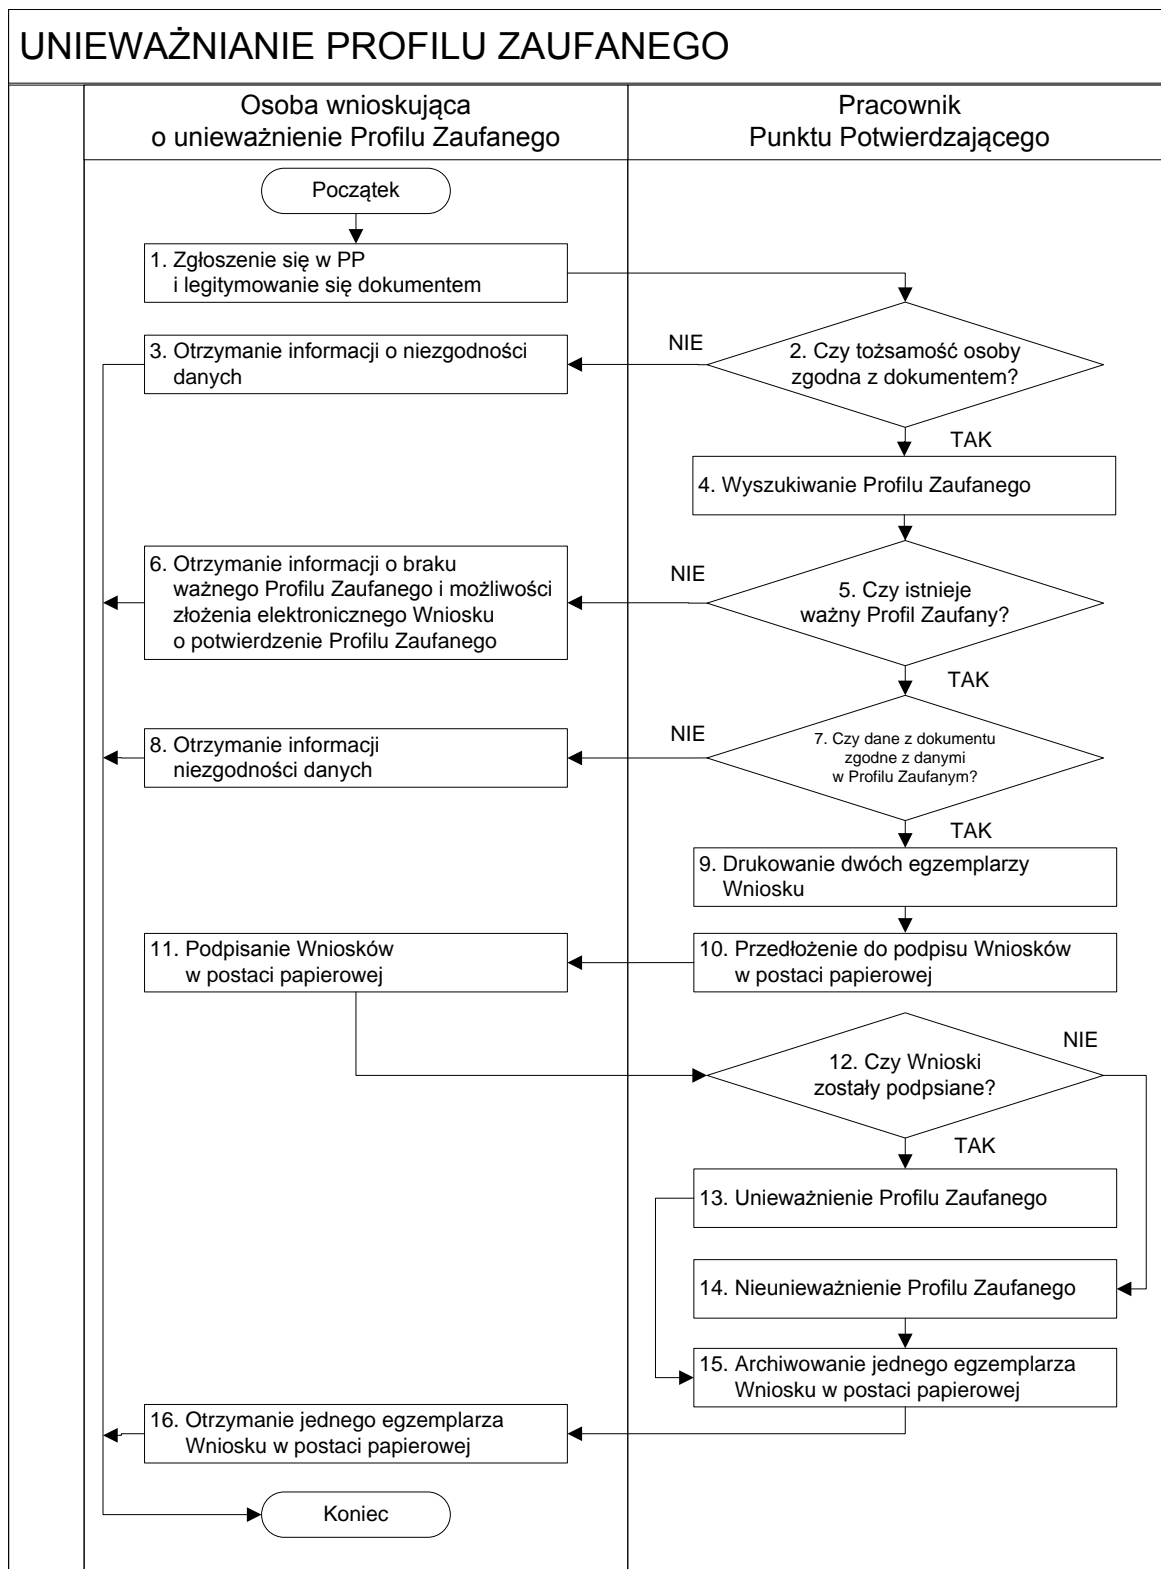 UNIEWAŻNIANIE PROFILU ZAUFANEGO
Osoba wnioskująca
o unieważnienie Profilu Zaufanego
Pracownik
Punktu Potwierdzającego
Początek
1. Zgłoszenie się w PP
i legitymowanie się dokumentem
NIE
2. Czy tożsamość osoby
zgodna z dokumentem?
3. Otrzymanie informacji o niezgodności
danych
TAK
4. Wyszukiwanie Profilu Zaufanego
NIE
5. Czy istnieje
ważny Profil Zaufany?
6. Otrzymanie informacji o braku
ważnego Profilu Zaufanego i możliwości
złożenia elektronicznego Wniosku
o potwierdzenie Profilu Zaufanego
TAK
NIE
7. Czy dane z dokumentu
zgodne z danymi
w Profilu Zaufanym?
8. Otrzymanie informacji
niezgodności danych
TAK
9. Drukowanie dwóch egzemplarzy
Wniosku
10. Przedłożenie do podpisu Wniosków
w postaci papierowej
11. Podpisanie Wniosków
w postaci papierowej
12. Czy Wnioski
zostały podpsiane?
NIE
TAK
13. Unieważnienie Profilu Zaufanego
14. Nieunieważnienie Profilu Zaufanego
15. Archiwowanie jednego egzemplarza
Wniosku w postaci papierowej
16. Otrzymanie jednego egzemplarza
Wniosku w postaci papierowej
Koniec